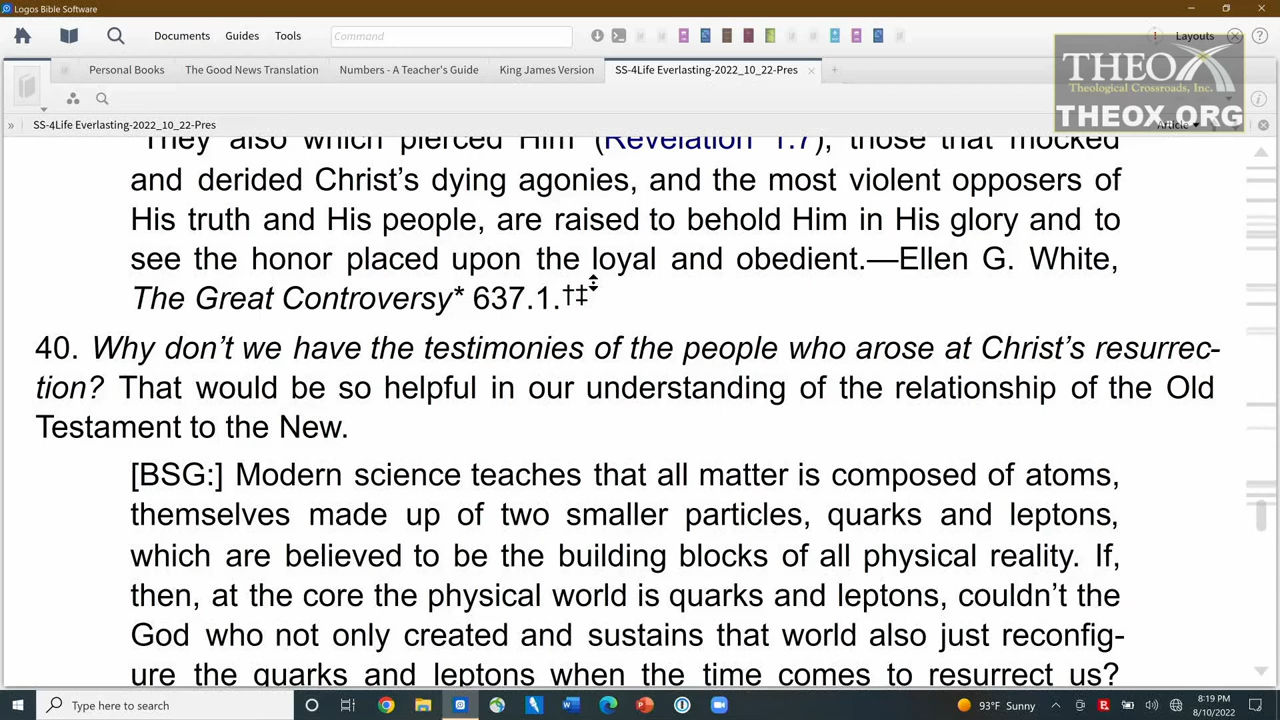 Logos Bible Software
Documents Guides Tools Command Layouts
THEOX
Theological Crossroads, Inc.
THEOX.ORG
Personal Books The Good News Translation Numbers - A Teacher's Guide King James Version SS-4Life Everlasting-2022_10_22-Pres
SS-4Life Everlasting-2022_10_22-Pres Article
They also which pierced Him (Revelation 1:7), those that mocked
and derided Christ's dying agonies, and the most violent opposers of
His truth and His people, are raised to behold Him in His glory and to
see the honor placed upon the loyal and obedient.—Ellen G. White,
The Great Controversy* 637.1.†‡
40. Why don't we have the testimonies of the people who arose at Christ's resurrec-
tion? That would be so helpful in our understanding of the relationship of the Old
Testament to the New.
[BSG:] Modern science teaches that all matter is composed of atoms,
themselves made up of two smaller particles, quarks and leptons,
which are believed to be the building blocks of all physical reality. If,
then, at the core the physical world is quarks and leptons, couldn't the
God who not only created and sustains that world also just reconfig-
ure the quarks and leptons when the time comes to resurrect us?
Type here to search 93°F Sunny 8:19 PM
8/10/2022